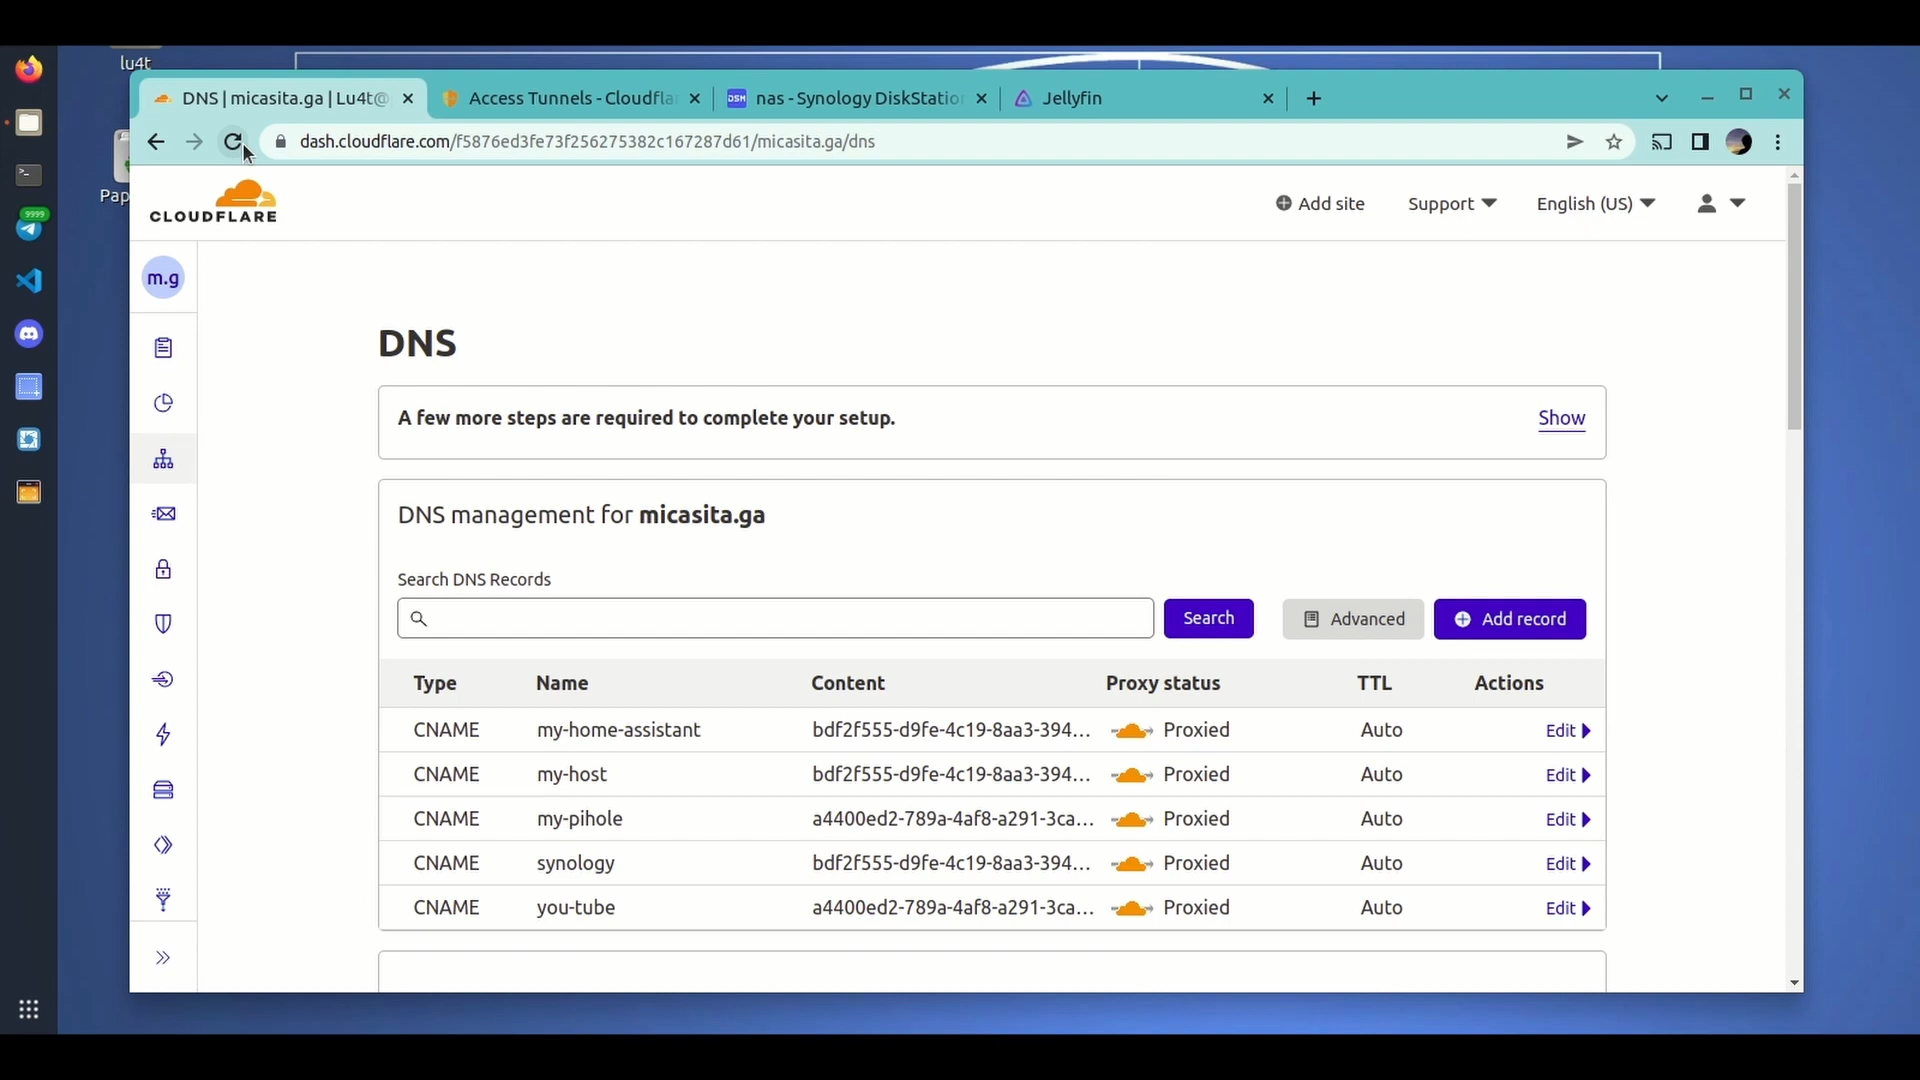 lu4t
DNS | micasita.ga | Lu4t@
Access Tunnels - Cloudflar
DSM nas - Synology DiskStation
Jellyfin
dash.cloudflare.com/f5876ed3fe73f256275382c167287d61/micasita.ga/dns
Pap
9999
CLOUDFLARE
Add site
Support
English (US)
m.g
DNS
A few more steps are required to complete your setup.
Show
DNS management for micasita.ga
Search DNS Records
Search
Advanced
Add record
Type Name Content Proxy status TTL Actions
CNAME my-home-assistant bdf2f555-d9fe-4c19-8aa3-394... Proxied Auto Edit
CNAME my-host bdf2f555-d9fe-4c19-8aa3-394... Proxied Auto Edit
CNAME my-pihole a4400ed2-789a-4af8-a291-3ca... Proxied Auto Edit
CNAME synology bdf2f555-d9fe-4c19-8aa3-394... Proxied Auto Edit
CNAME you-tube a4400ed2-789a-4af8-a291-3ca... Proxied Auto Edit